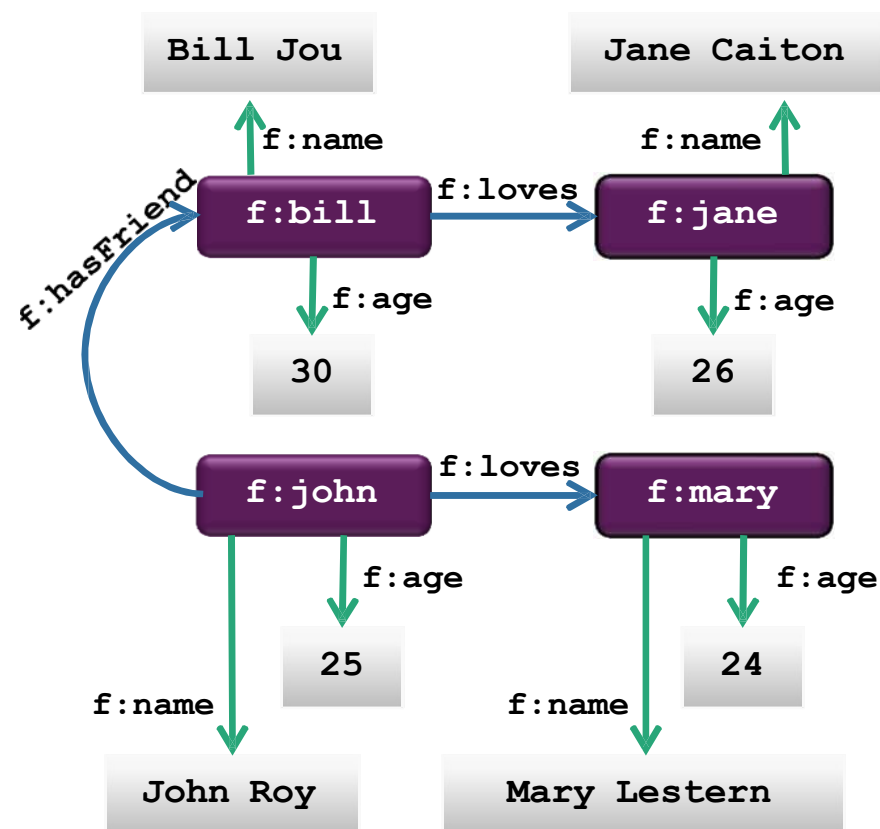 Bill Jou
Jane Caiton
f:name
f:name
f:hasFriend
f:bill
f:loves
f:jane
f:age
f:age
30
26
f:john
f:loves
f:mary
f:age
f:age
25
24
f:name
f:name
John Roy
Mary Lestern